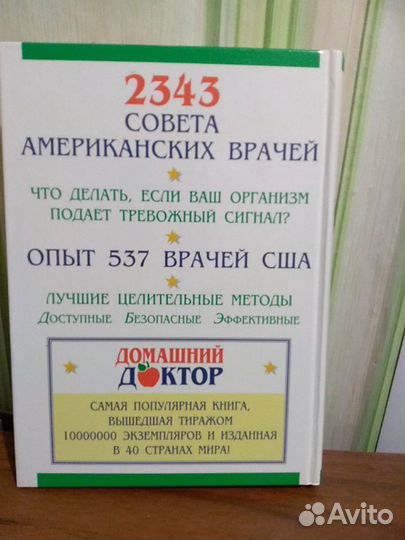 2343
СОВЕТА
АМЕРИКАНСКИХ ВРАЧЕЙ
ЧТО ДЕЛАТЬ, ЕСЛИ ВАШ ОРГАНИЗМ
ПОДАЕТ ТРЕВОЖНЫЙ СИГНАЛ?
ОПЫТ 537 ВРАЧЕЙ США
ЛУЧШИЕ ЦЕЛИТЕЛЬНЫЕ МЕТОДЫ
ДОСТУПНЫЕ БЕЗОПАСНЫЕ ЭФФЕКТИВНЫЕ
ДОМАШНИЙ
ДОКТОР
САМАЯ ПОПУЛЯРНАЯ КНИГА,
ВЫШЕДШАЯ ТИРАЖОМ
10000000 ЭКЗЕМПЛЯРОВ И ИЗДАННАЯ
В 40 СТРАНАХ МИРА!
Avito